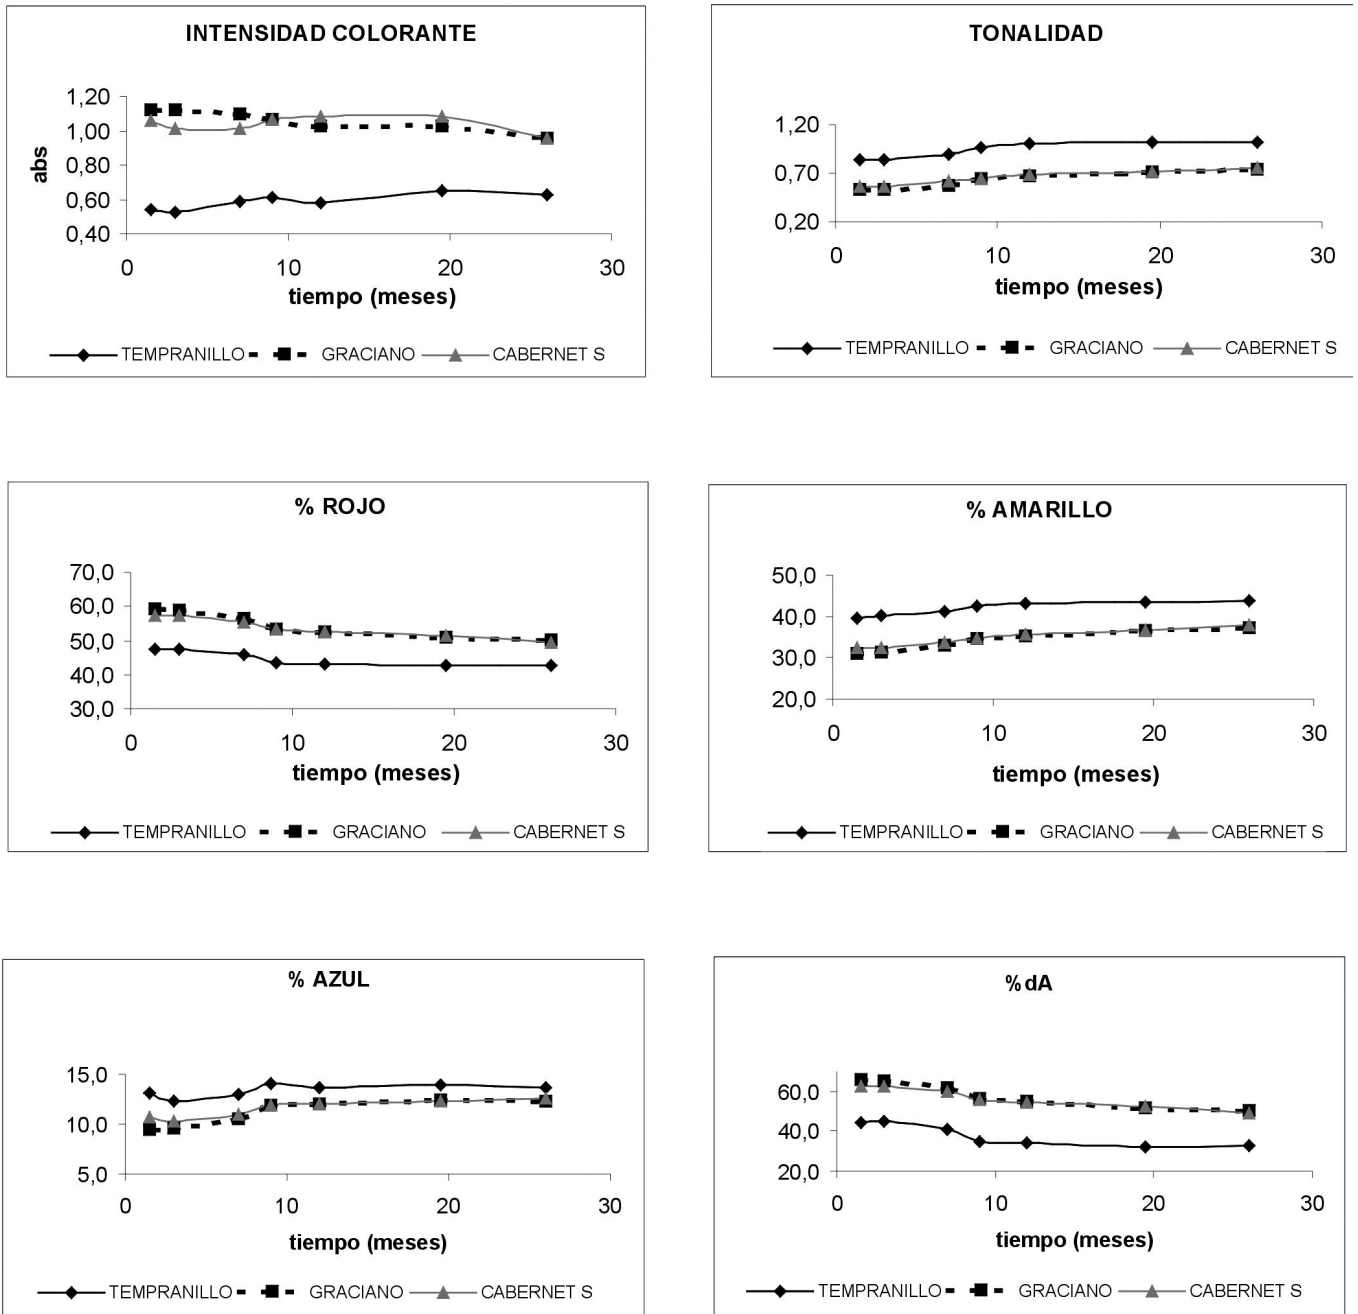 INTENSIDAD COLORANTE
1,20
1,00
0,80
0,60
0,40
abs
0 10 20 30
tiempo (meses)
TEMPRANILLO GRACIANO CABERNET S
TONALIDAD
1,20
0,70
0,20
0 10 20 30
tiempo (meses)
TEMPRANILLO GRACIANO CABERNET S
% ROJO
70,0
60,0
50,0
40,0
30,0
0 10 20 30
tiempo (meses)
TEMPRANILLO GRACIANO CABERNET S
% AMARILLO
50,0
40,0
30,0
20,0
0 10 20 30
tiempo (meses)
TEMPRANILLO GRACIANO CABERNET S
% AZUL
15,0
10,0
5,0
0 10 20 30
tiempo (meses)
TEMPRANILLO GRACIANO CABERNET S
%dA
60,0
40,0
20,0
0 10 20 30
tiempo (meses)
TEMPRANILLO GRACIANO CABERNET S